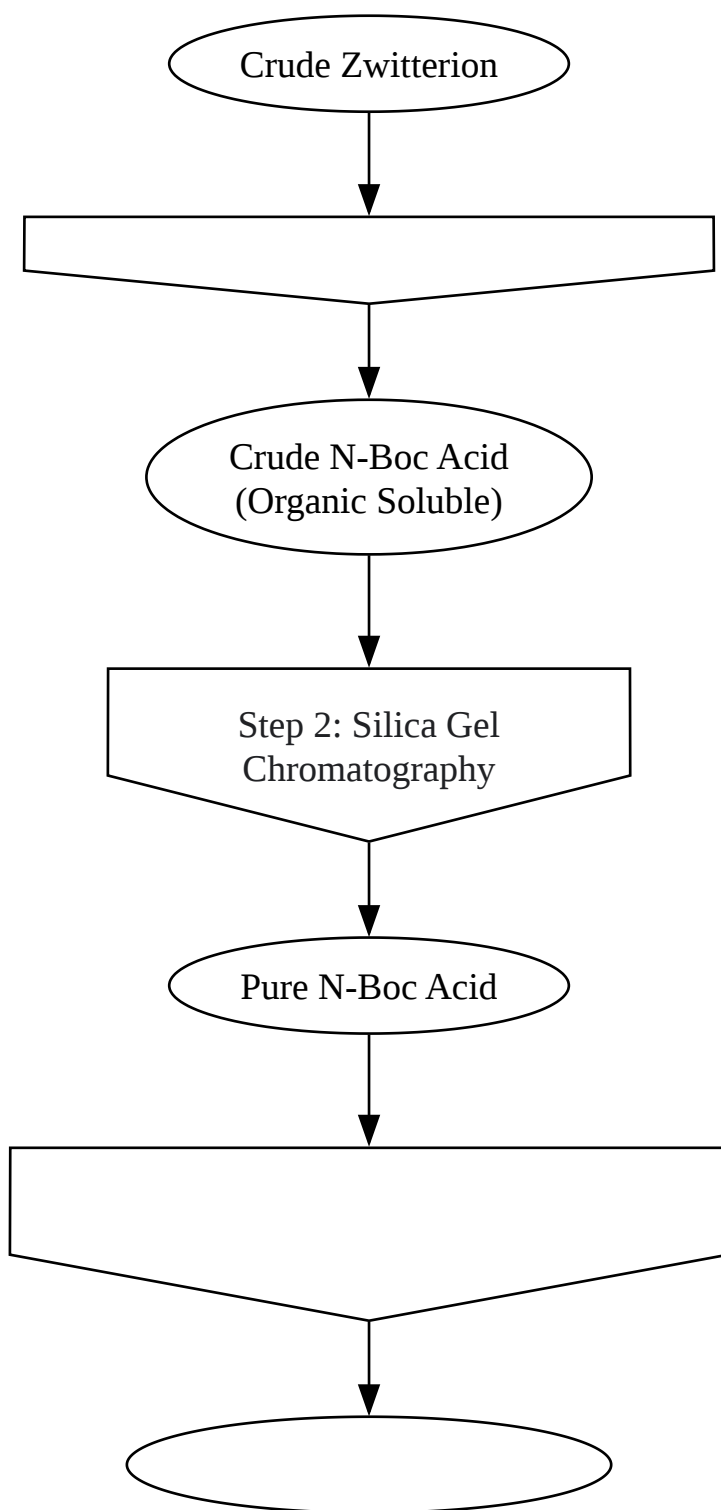 Crude Zwitterion
Crude N-Boc Acid
(Organic Soluble)
Step 2: Silica Gel
Chromatography
Pure N-Boc Acid